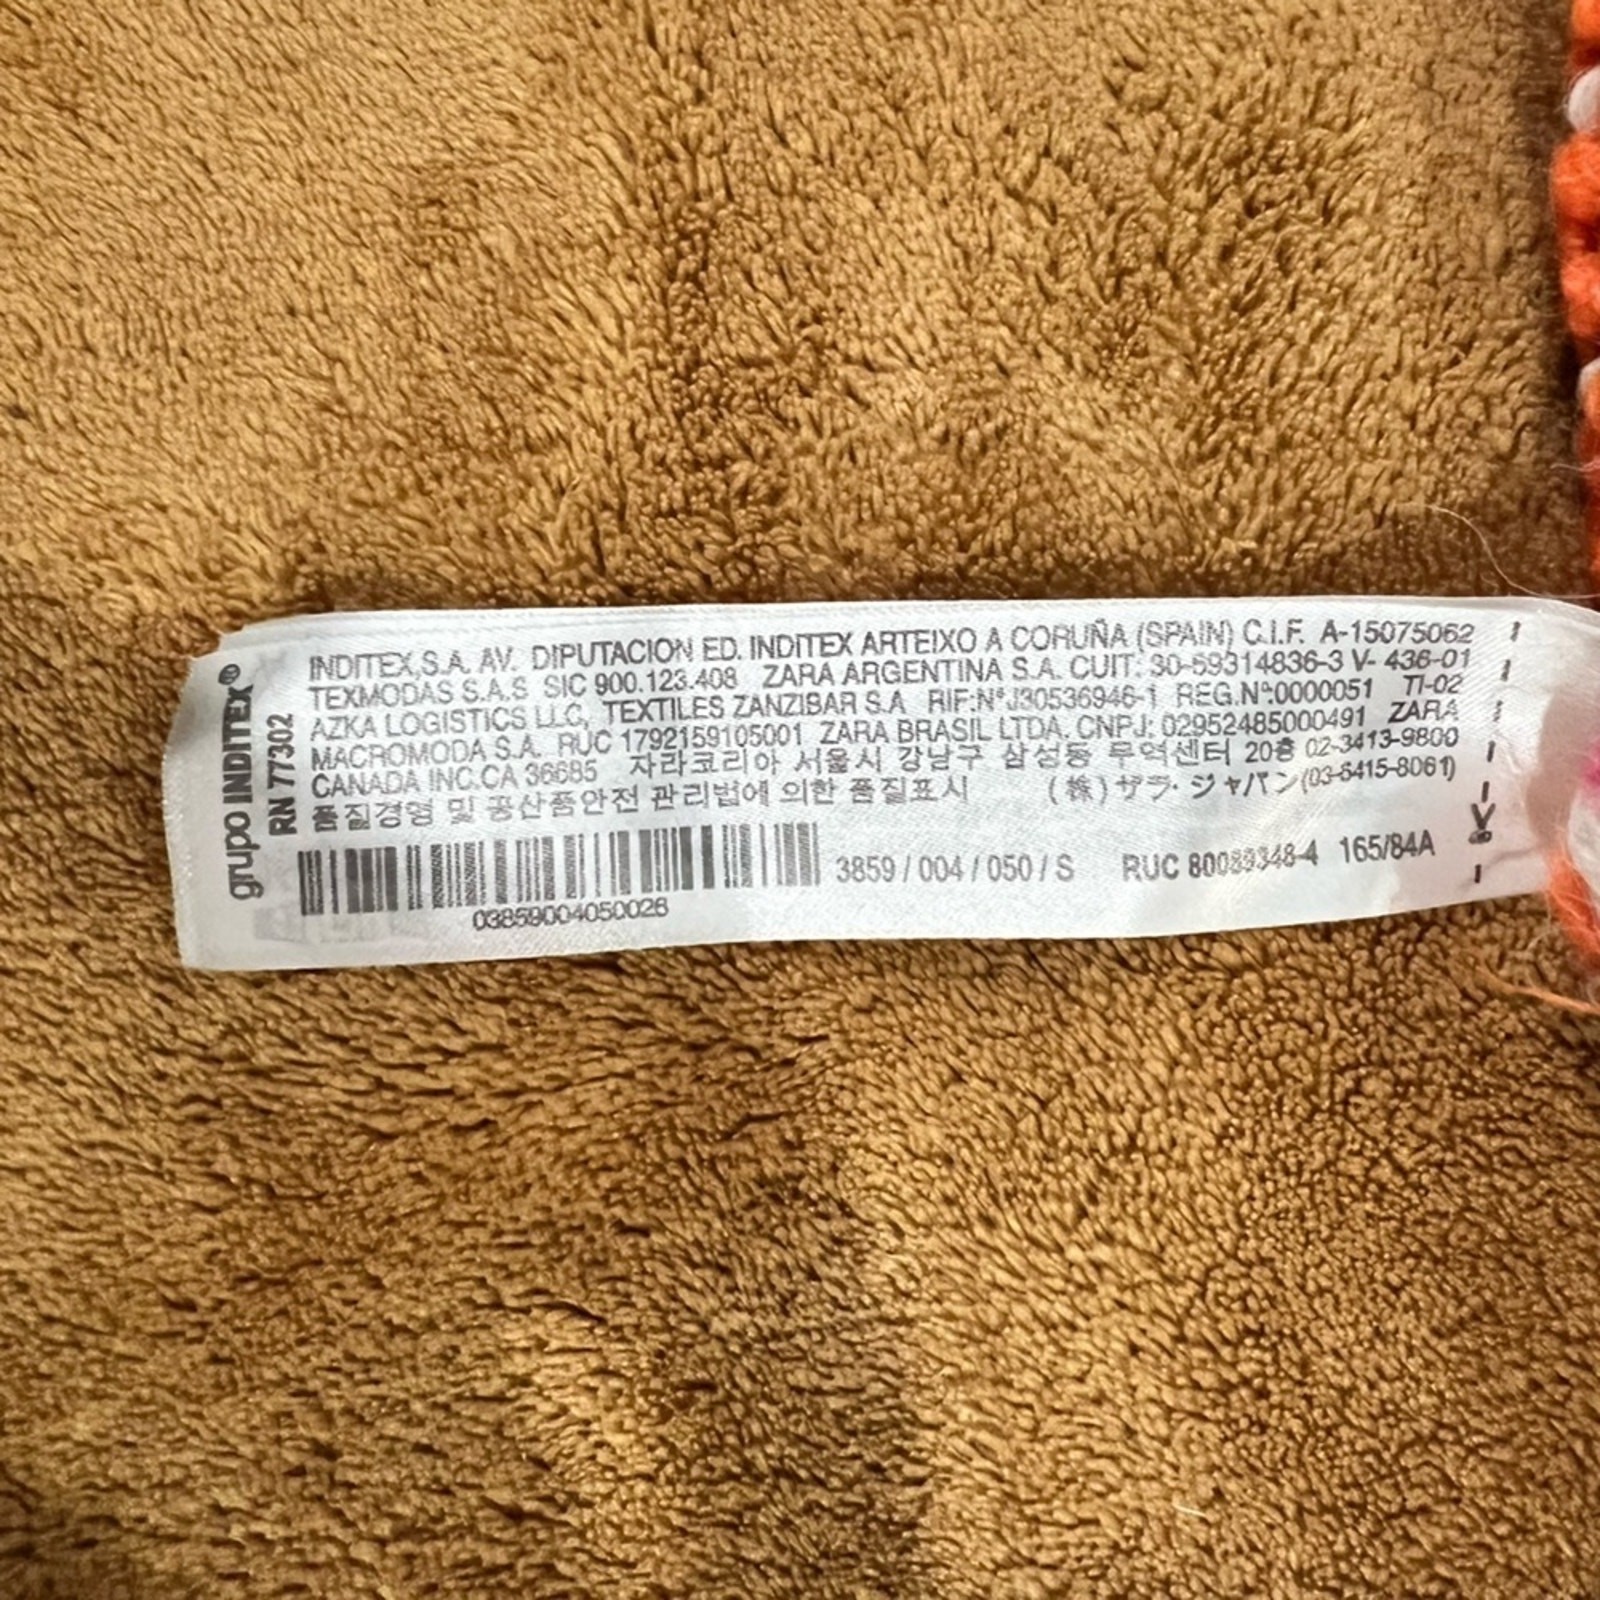 grupo INDITEX®
RN 77302
INDITEX,S.A. AV. DIPUTACION ED. INDITEX ARTEIXO A CORUÑA (SPAIN) C.I.F. A-15075062
TEXMODAS S.A.S SIC 900.123.408 ZARA ARGENTINA S.A. CUIT: 30-69314836-3 V- 436-01
AZKA LOGISTICS LLC, TEXTILES ZANZIBAR S.A RIF:Nº J30536946-1 REG.Nº:0000051 TI-02
MACROMODA S.A. RUC 1792159105001 ZARA BRASIL LTDA. CNPJ: 02952485000491 ZARA
CANADA INC.CA 36685 자라코리아 서울시 강남구 삼성동 무역센터 20층 02-3413-9800
품질경영 및 공산품안전 관리법에 의한 품질표시 (株)ザラ・ジャパン(03-6415-8061)
3859 / 004 / 050 / S RUC 80089348-4 165/84A
03859004050026